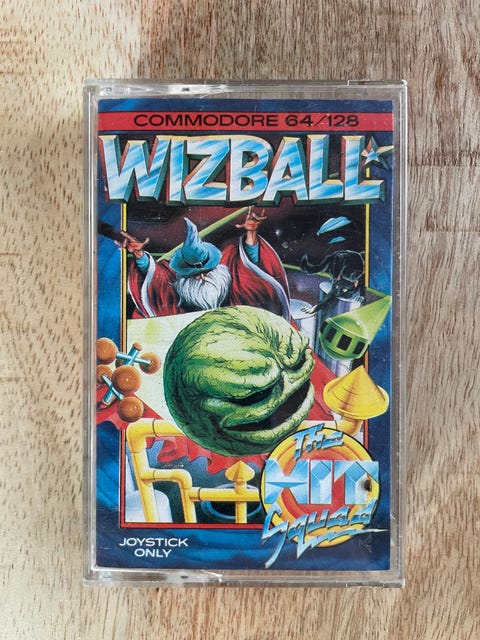 COMMODORE 64/128
WIZBALL
The
HIT
Squad
JOYSTICK
ONLY